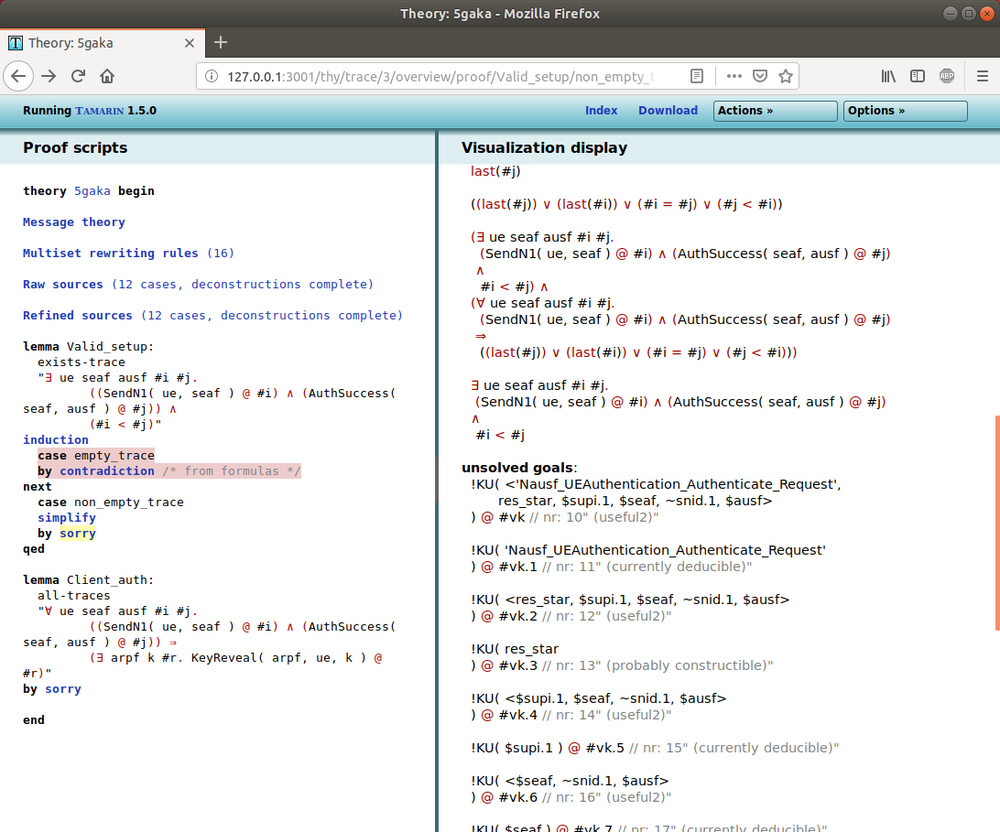 Theory: 5gaka - Mozilla Firefox
Theory: 5gaka
127.0.0.1:3001/thy/trace/3/overview/proof/Valid_setup/non_empty_t
ABP
Running TAMARIN 1.5.0
Index Download Actions » Options »
Proof scripts
theory 5gaka begin
Message theory
Multiset rewriting rules (16)
Raw sources (12 cases, deconstructions complete)
Refined sources (12 cases, deconstructions complete)
lemma Valid_setup:
exists-trace
"∃ ue seaf ausf #i #j.
((SendN1( ue, seaf ) @ #i) ∧ (AuthSuccess(
seaf, ausf ) @ #j)) ∧
(#i < #j)"
induction
case empty_trace
by contradiction /* from formulas */
next
case non_empty_trace
simplify
by sorry
qed
lemma Client_auth:
all-traces
"∀ ue seaf ausf #i #j.
((SendN1( ue, seaf ) @ #i) ∧ (AuthSuccess(
seaf, ausf ) @ #j)) ⇒
(∃ arpf k #r. KeyReveal( arpf, ue, k ) @
#r)"
by sorry
end
Visualization display
last(#j)
((last(#j)) ∨ (last(#i)) ∨ (#i = #j) ∨ (#j < #i))
(∃ ue seaf ausf #i #j.
(SendN1( ue, seaf ) @ #i) ∧ (AuthSuccess( seaf, ausf ) @ #j)
∧
#i < #j) ∧
(∀ ue seaf ausf #i #j.
(SendN1( ue, seaf ) @ #i) ∧ (AuthSuccess( seaf, ausf ) @ #j)
⇒
((last(#j)) ∨ (last(#i)) ∨ (#i = #j) ∨ (#j < #i)))
∃ ue seaf ausf #i #j.
(SendN1( ue, seaf ) @ #i) ∧ (AuthSuccess( seaf, ausf ) @ #j)
∧
#i < #j
unsolved goals:
!KU( <'Nausf_UEAuthentication_Authenticate_Request',
res_star, $supi.1, $seaf, ~snid.1, $ausf>
) @ #vk // nr: 10" (useful2)"
!KU( 'Nausf_UEAuthentication_Authenticate_Request'
) @ #vk.1 // nr: 11" (currently deducible)"
!KU( <res_star, $supi.1, $seaf, ~snid.1, $ausf>
) @ #vk.2 // nr: 12" (useful2)"
!KU( res_star
) @ #vk.3 // nr: 13" (probably constructible)"
!KU( <$supi.1, $seaf, ~snid.1, $ausf>
) @ #vk.4 // nr: 14" (useful2)"
!KU( $supi.1 ) @ #vk.5 // nr: 15" (currently deducible)"
!KU( <$seaf, ~snid.1, $ausf>
) @ #vk.6 // nr: 16" (useful2)"
!KU( $seaf ) @ #vk.7 // nr: 17" (currently deducible)"